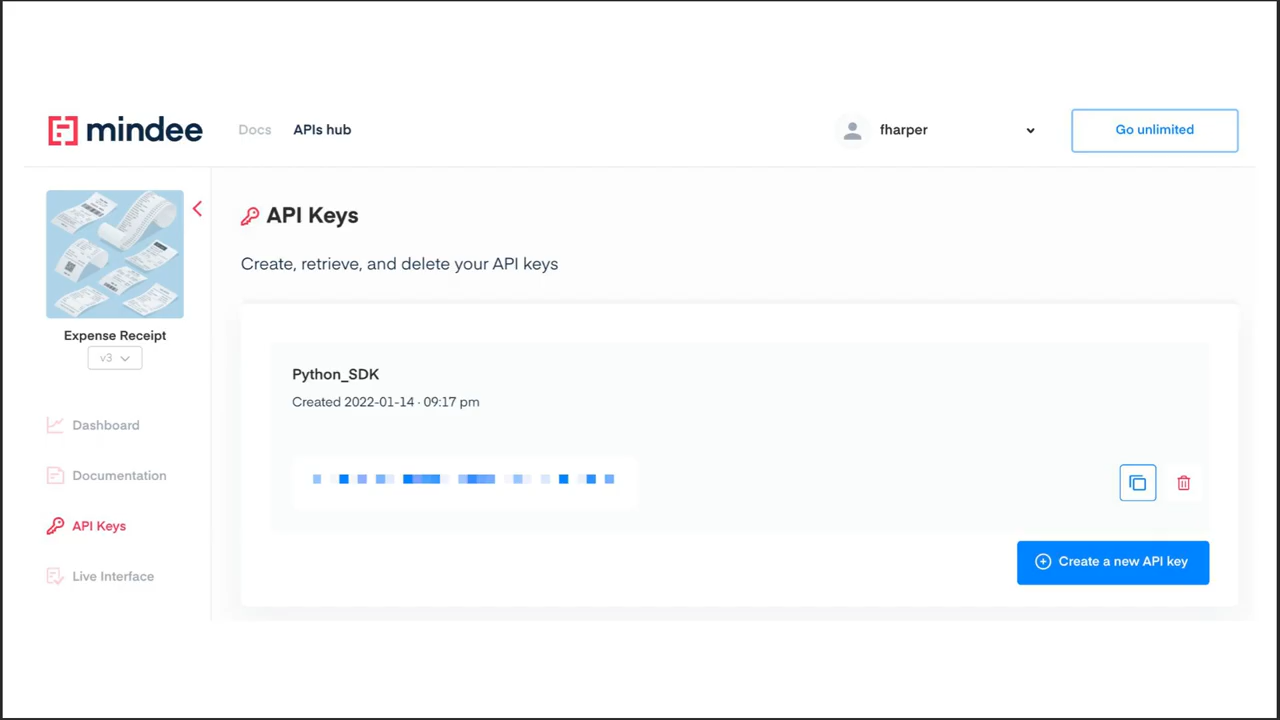 mindee
Docs
APIs hub
fharper
Go unlimited
Expense Receipt
v3
Dashboard
Documentation
API Keys
Live Interface
API Keys
Create, retrieve, and delete your API keys
Python_SDK
Created 2022-01-14 · 09:17 pm
Create a new API key